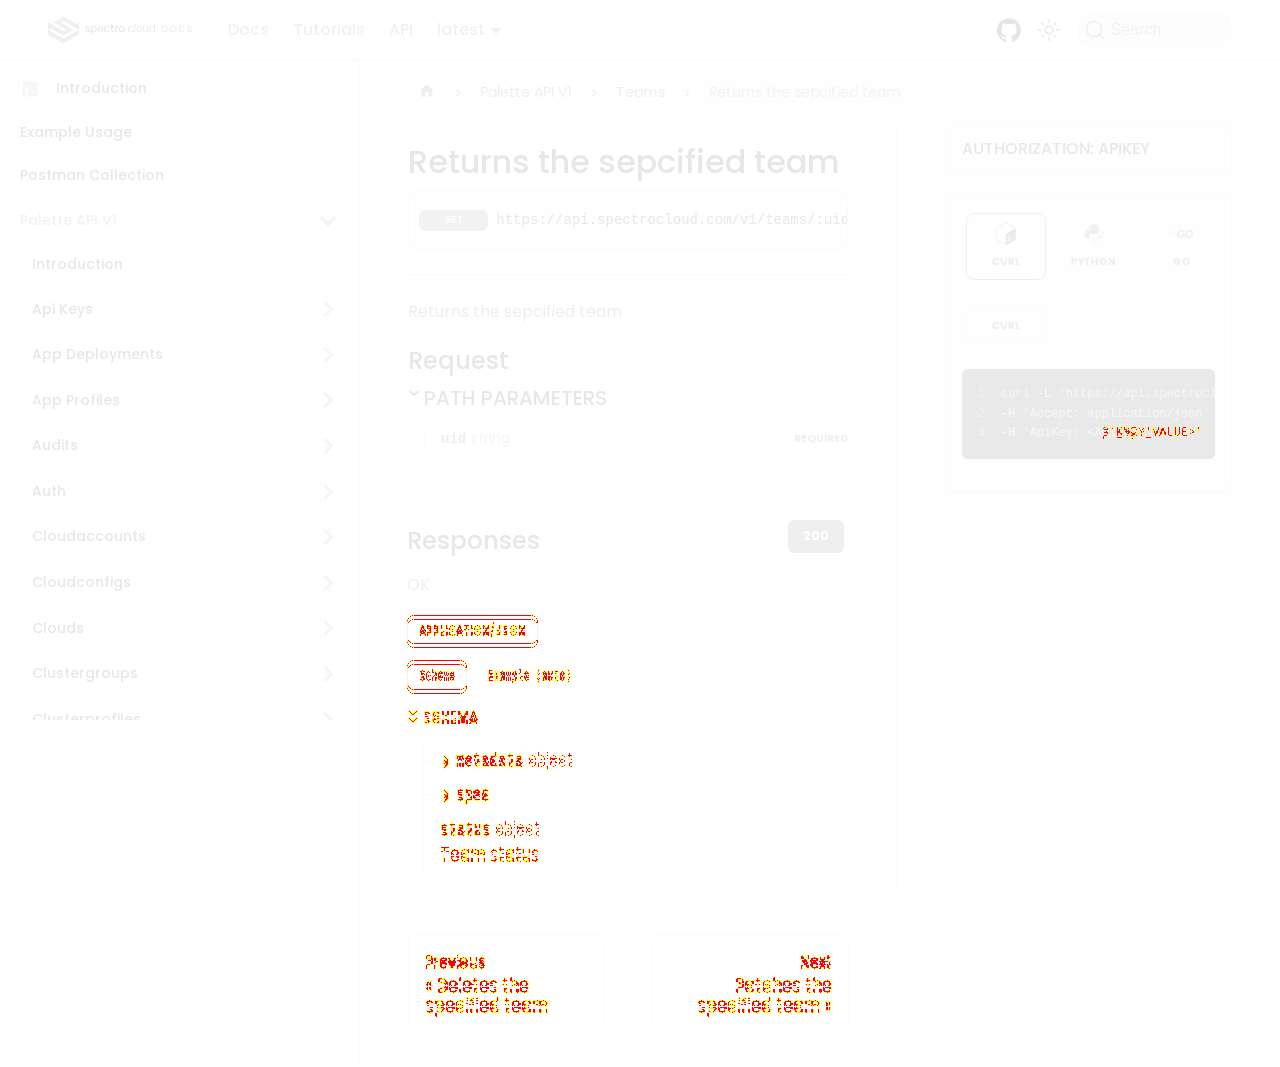 spectro cloud DOCS
Docs Tutorials API latest
Search
Introduction
Palette API V1 Teams Returns the sepcified team
Example Usage
Postman Collection
Palette API V1
Introduction
Api Keys
App Deployments
App Profiles
Audits
Auth
Cloudaccounts
Cloudconfigs
Clouds
Clustergroups
Clusterprofiles
Returns the sepcified team
GET https://api.spectrocloud.com/v1/teams/:uid
Returns the sepcified team
Request
PATH PARAMETERS
uid string REQUIRED
Responses 200
OK
APPLICATION/JSON
Schema Example (auto)
SCHEMA
metadata object
spec
status object
Team status
Previous
« Deletes the
specified team
Next
Patches the
specified team »
AUTHORIZATION: APIKEY
CURL PYTHON GO
GO
CURL
1 curl -L 'https://api.spectrocl
2 -H 'Accept: application/json'
3 -H 'ApiKey: